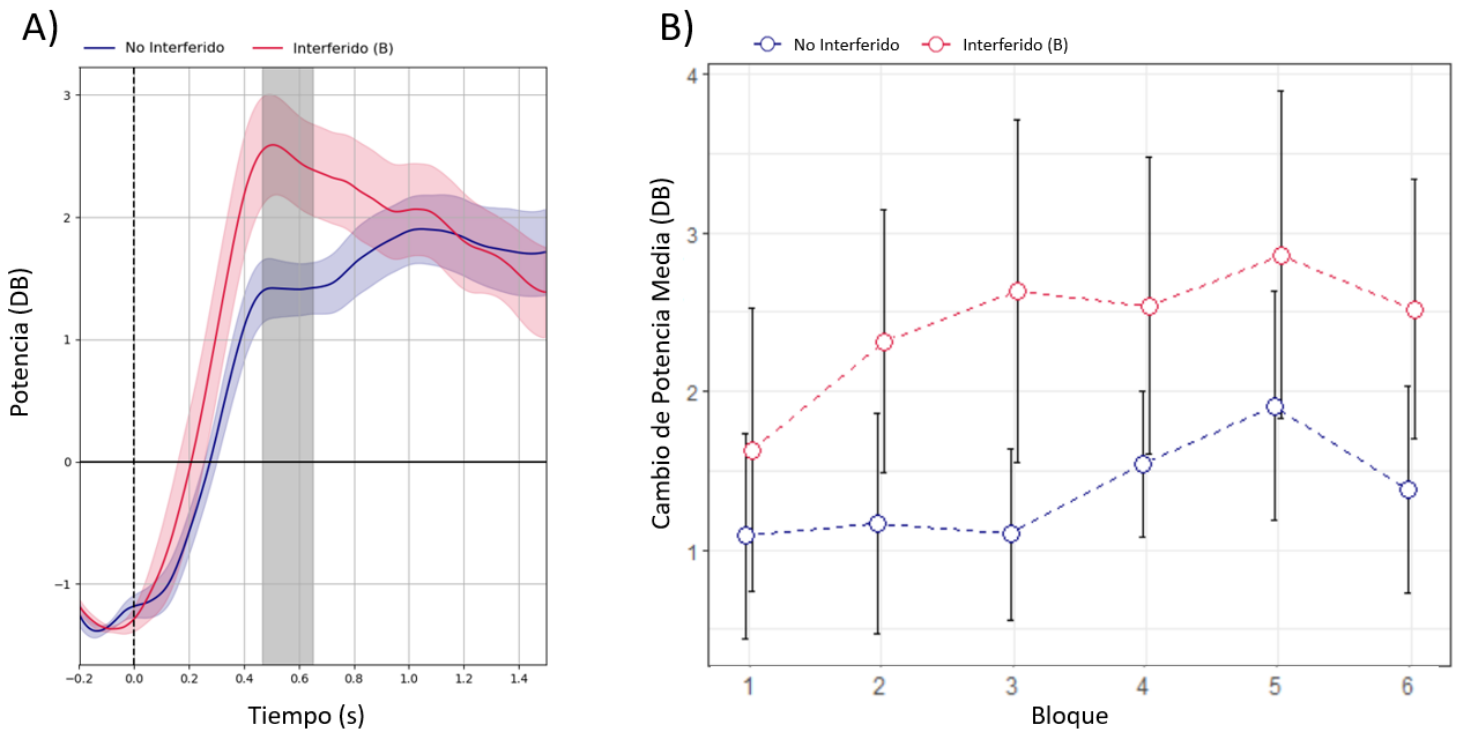 A)
No Interferido
Interferido (B)
Potencia (DB)
3
2
1
0
−1
−0.2
0.0
0.2
0.4
0.6
0.8
1.0
1.2
1.4
Tiempo (s)
B)
No Interferido
Interferido (B)
Cambio de Potencia Media (DB)
4
3
2
1
1
2
3
4
5
6
Bloque